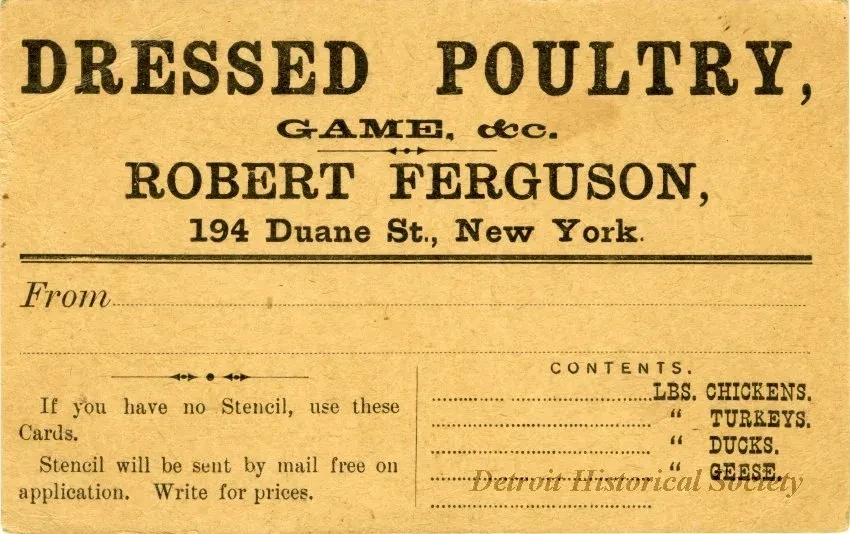 DRESSED POULTRY,
GAME, &c.
ROBERT FERGUSON,
194 Duane St., New York.
From
If you have no Stencil, use these
Cards.
Stencil will be sent by mail free on
application. Write for prices.
CONTENTS.
LBS. CHICKENS.
" TURKEYS.
" DUCKS.
" GEESE.
Detroit Historical Society